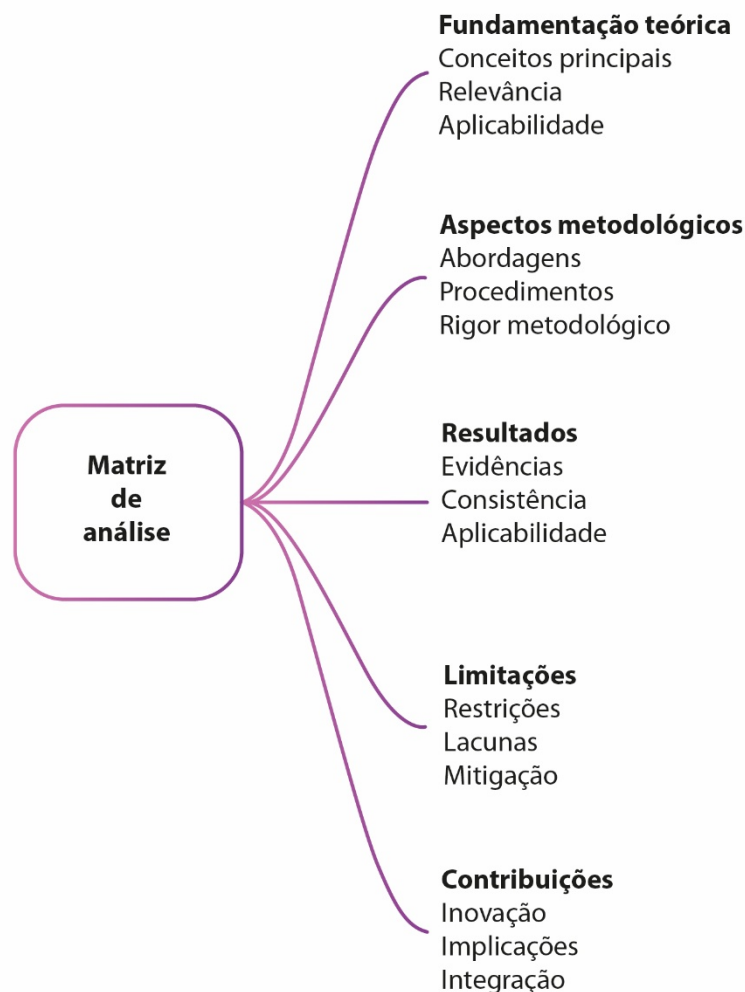 Fundamentação teórica
Conceitos principais
Relevância
Aplicabilidade
Aspectos metodológicos
Abordagens
Procedimentos
Rigor metodológico
Matriz
de
análise
Resultados
Evidências
Consistência
Aplicabilidade
Limitações
Restrições
Lacunas
Mitigação
Contribuições
Inovação
Implicações
Integração